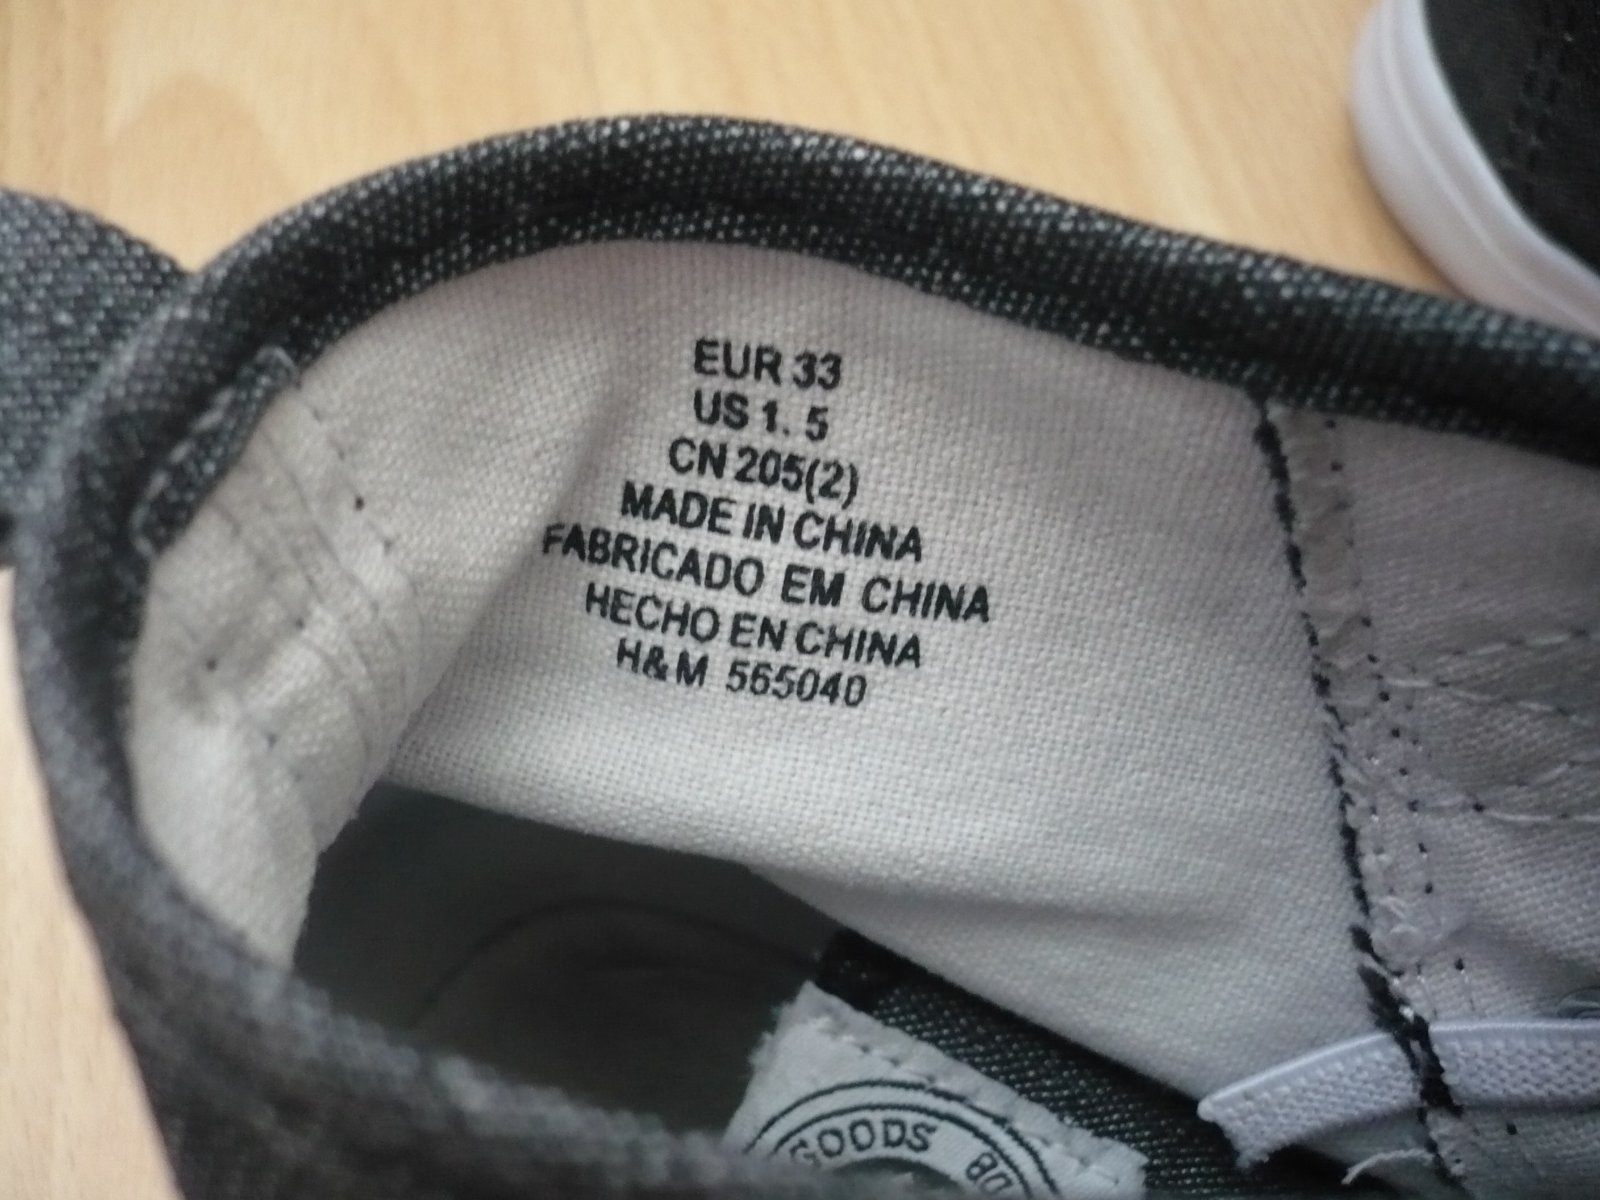 EUR 33
US 1. 5
CN 205(2)
MADE IN CHINA
FABRICADO EM CHINA
HECHO EN CHINA
H&M 565040
GOODS